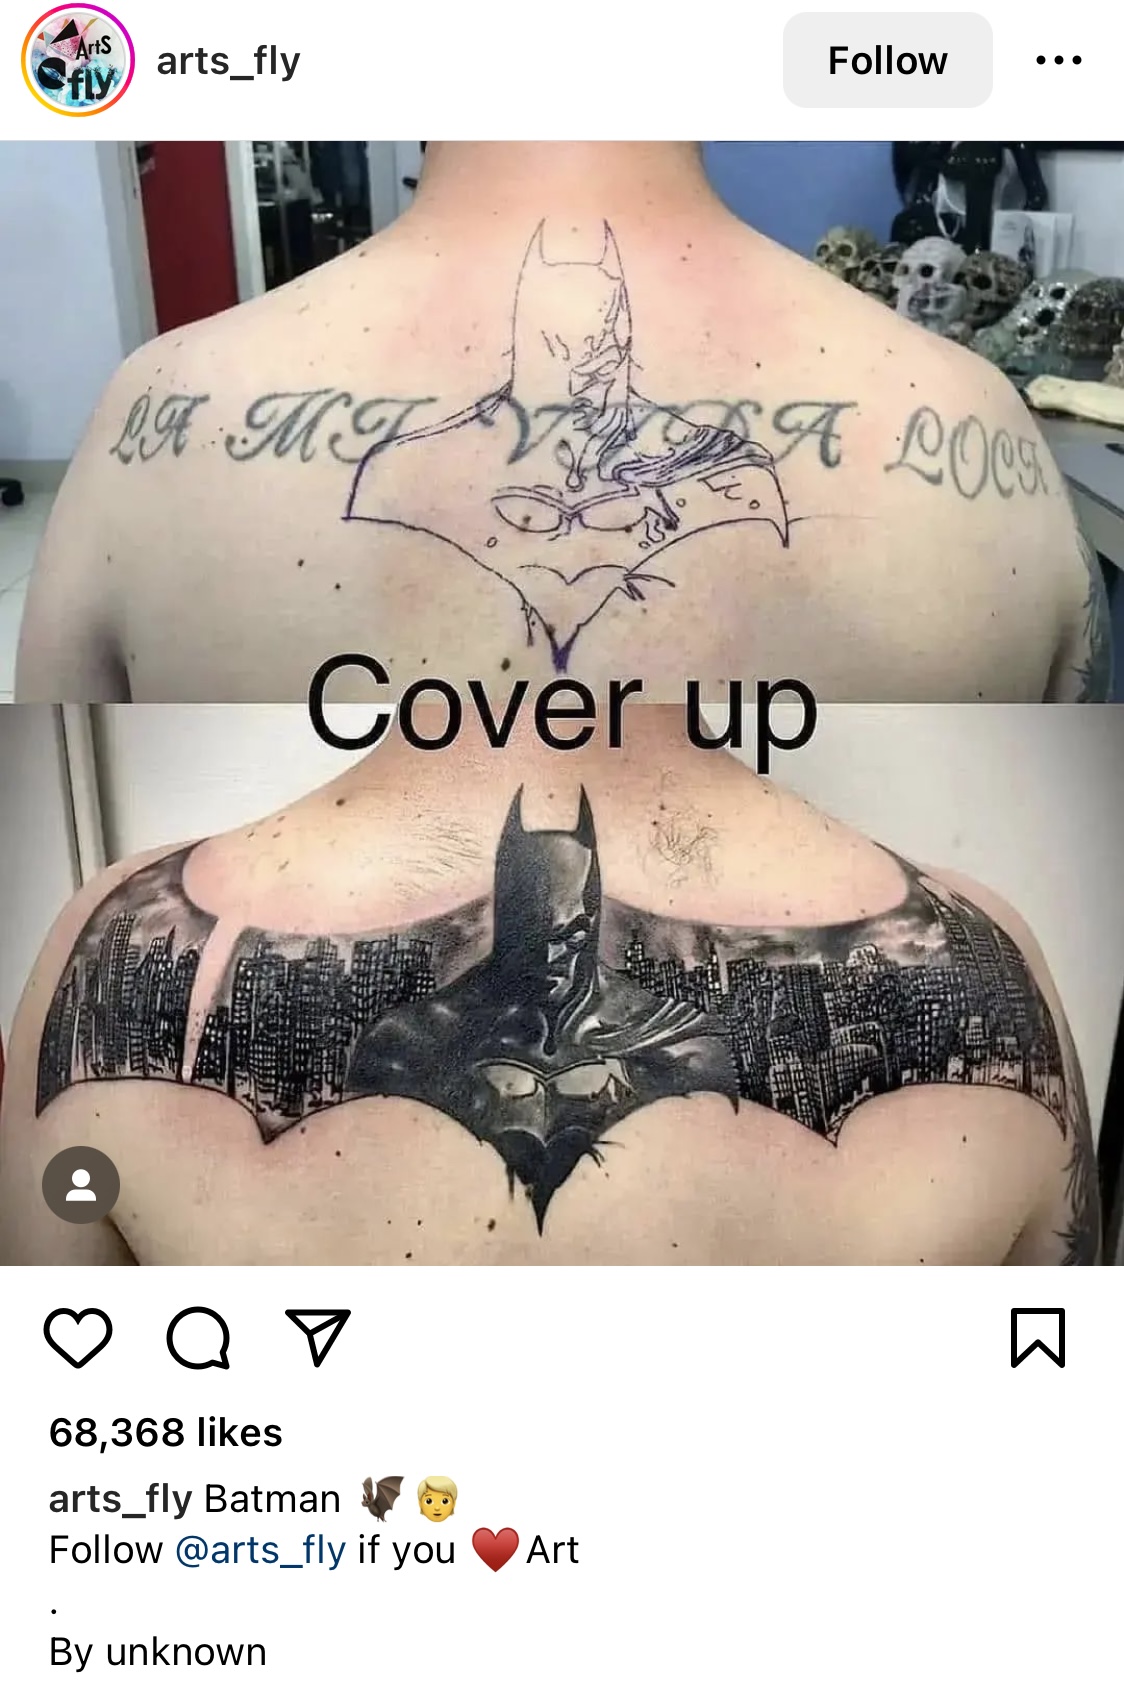 ArtS
fly
arts_fly
Follow
LA MI VIDA LOCA
Cover up
68,368 likes
arts_fly Batman 🦇 👱
Follow @arts_fly if you ♥️ Art
.
By unknown